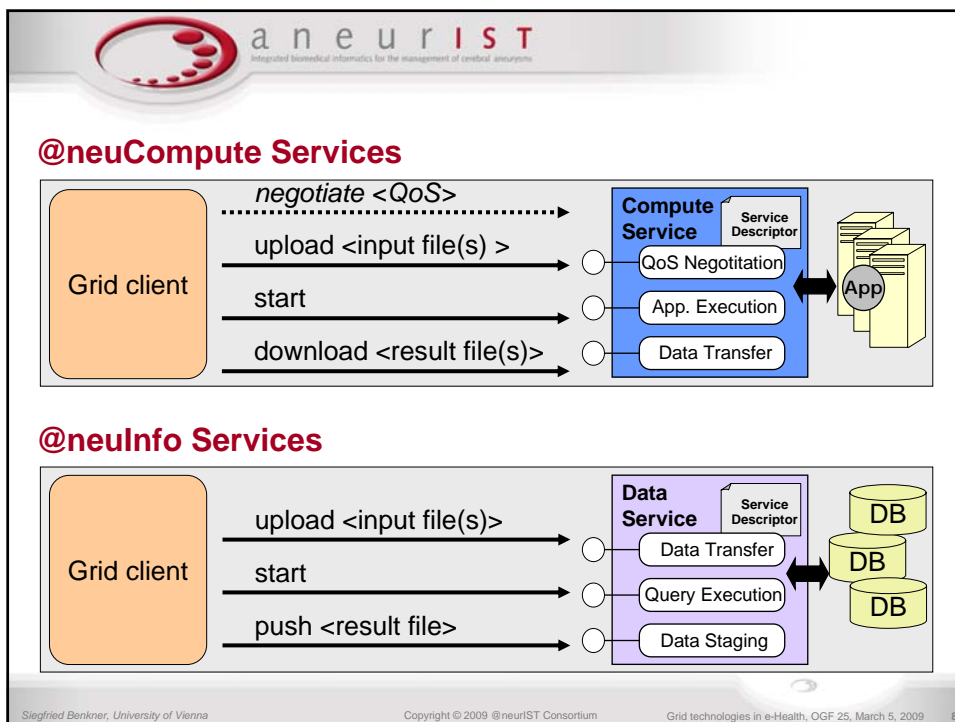 aneurIST
Integrated biomedical informatics for the management of cerebral aneurysms
@neuCompute Services
Grid client
negotiate <QoS>
upload <input file(s) >
start
download <result file(s)>
Compute
Service
Service
Descriptor
QoS Negotitation
App. Execution
Data Transfer
App
@neuInfo Services
Grid client
upload <input file(s)>
start
push <result file>
Data
Service
Service
Descriptor
Data Transfer
Query Execution
Data Staging
DB
DB
DB
Siegfried Benkner, University of Vienna
Copyright © 2009 @neurIST Consortium
Grid technologies in e-Health, OGF 25, March 5, 2009 8